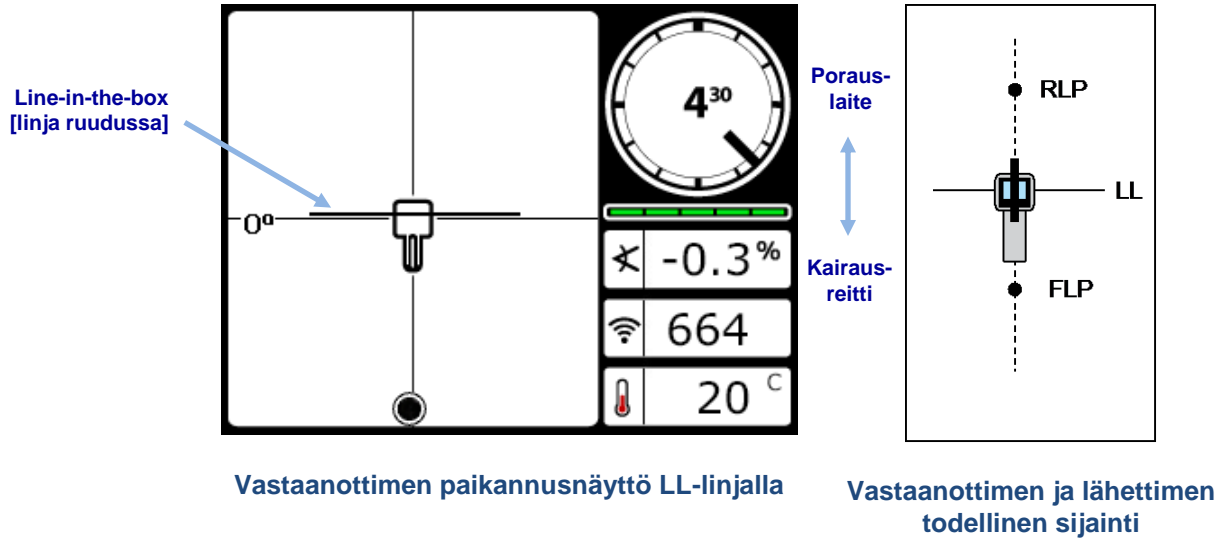 Line-in-the-box
[linja ruudussa]
0º
4³⁰
-0.3%
664
20 C
Poraus-
laite
Kairaus-
reitti
RLP
LL
FLP
Vastaanottimen paikannusnäyttö LL-linjalla
Vastaanottimen ja lähettimen
todellinen sijainti